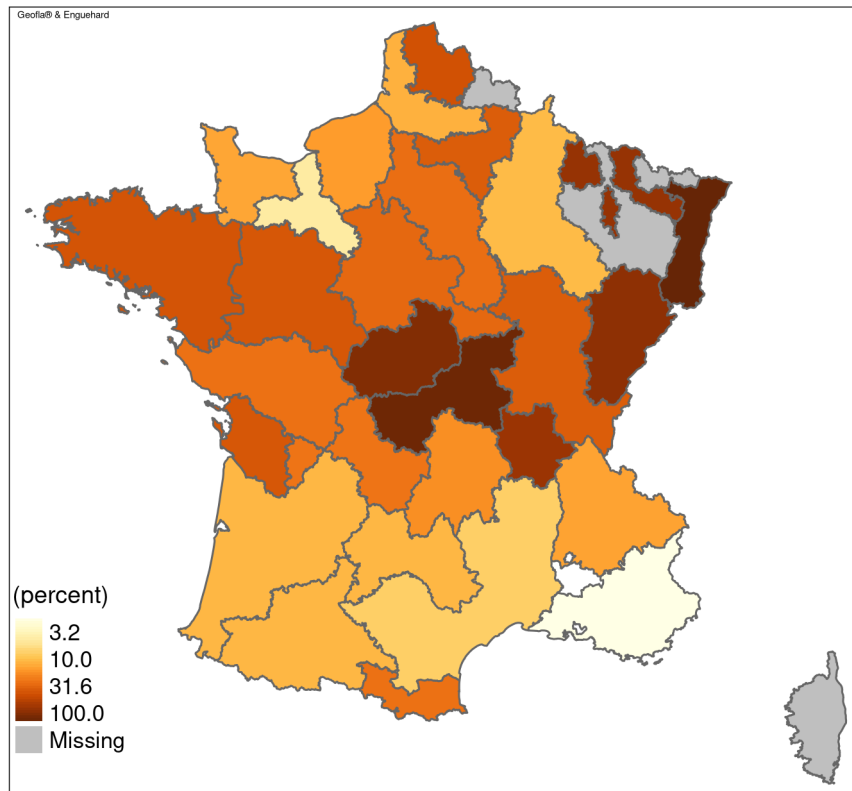 Geofla® & Enguehard
(percent)
3.2
10.0
31.6
100.0
Missing